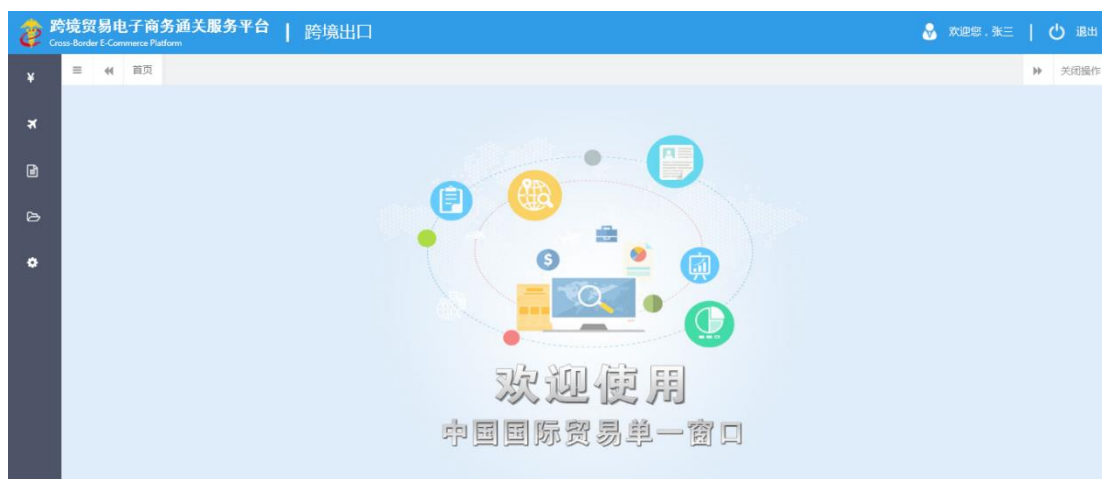 跨境贸易电子商务通关服务平台 | 跨境出口
Cross-Border E-Commerce Platform
欢迎您，张三 | 退出
首页
关闭操作
欢迎使用
中国国际贸易单一窗口